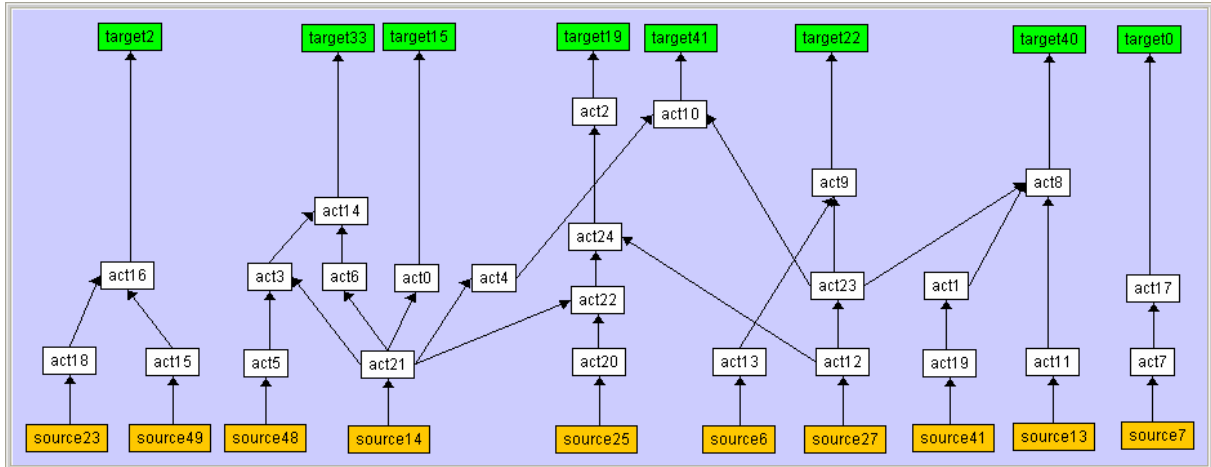 target2
target33
target15
target19
target41
target22
target40
target0
act2
act10
act9
act8
act14
act24
act16
act3
act6
act0
act4
act22
act23
act1
act17
act18
act15
act5
act21
act20
act13
act12
act19
act11
act7
source23
source49
source48
source14
source25
source6
source27
source41
source13
source7